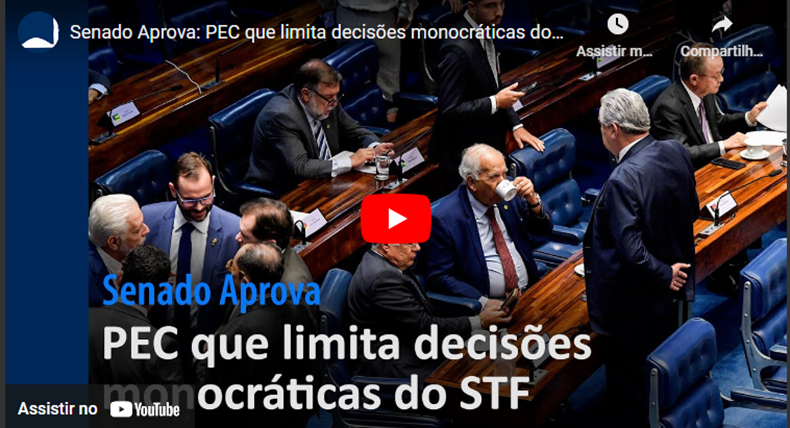 Senado Aprova: PEC que limita decisões monocráticas do…
Assistir m…
Compartilh…
Senado Aprova
PEC que limita decisões
monocráticas do STF
Assistir no YouTube